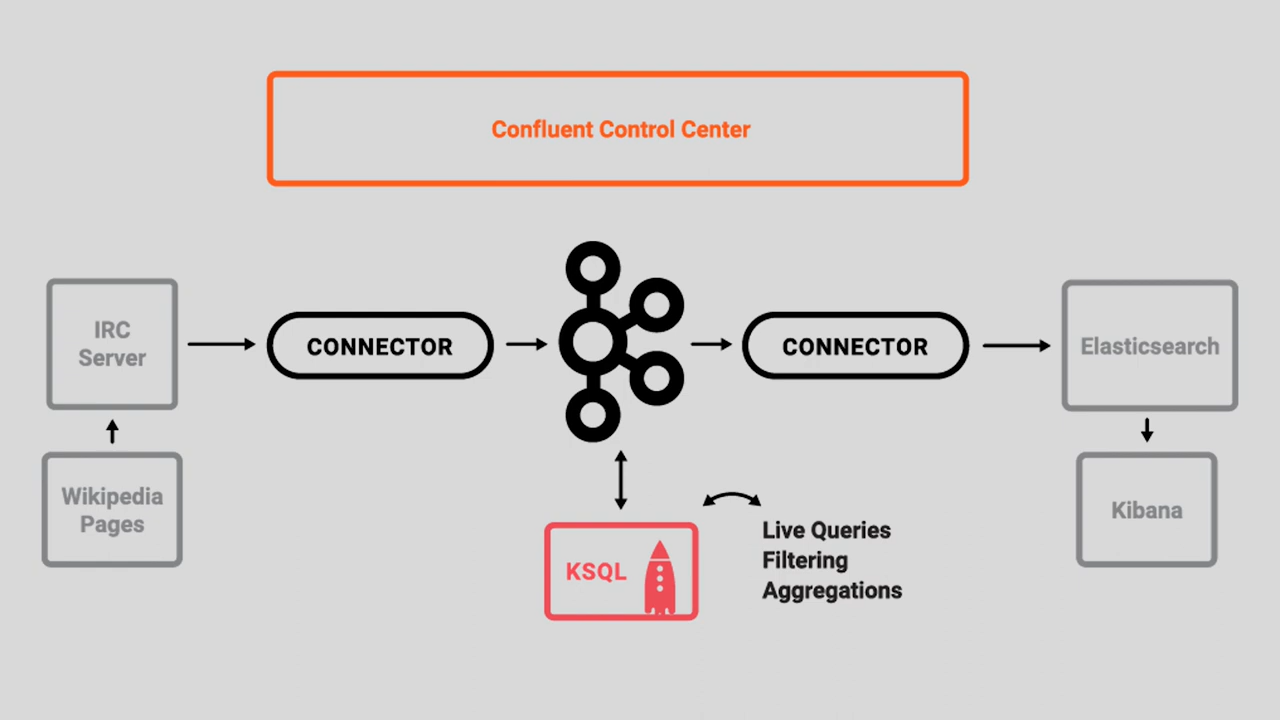 Confluent Control Center
IRC
Server
CONNECTOR
CONNECTOR
Elasticsearch
Wikipedia
Pages
Kibana
KSQL
Live Queries
Filtering
Aggregations